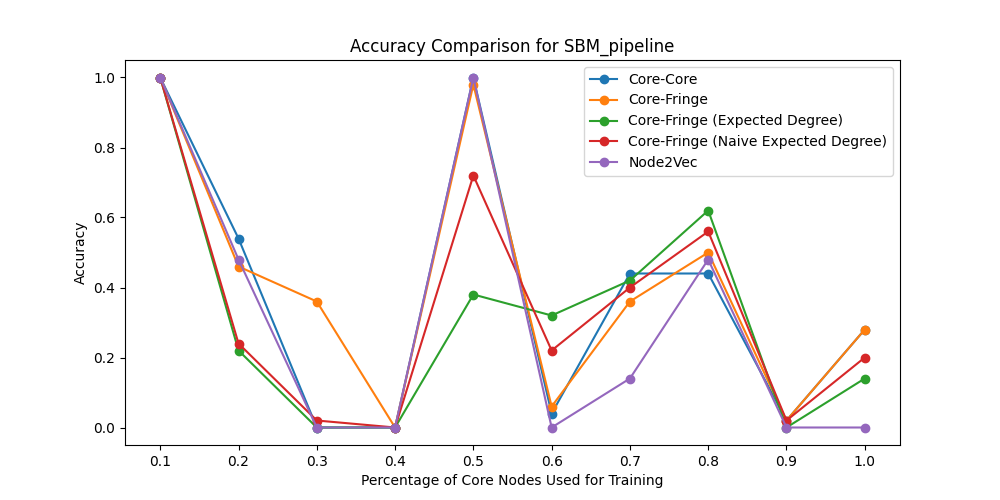 Accuracy Comparison for SBM_pipeline
Core-Core
Core-Fringe
Core-Fringe (Expected Degree)
Core-Fringe (Naive Expected Degree)
Node2Vec
Accuracy
1.0
0.8
0.6
0.4
0.2
0.0
0.1 0.2 0.3 0.4 0.5 0.6 0.7 0.8 0.9 1.0
Percentage of Core Nodes Used for Training